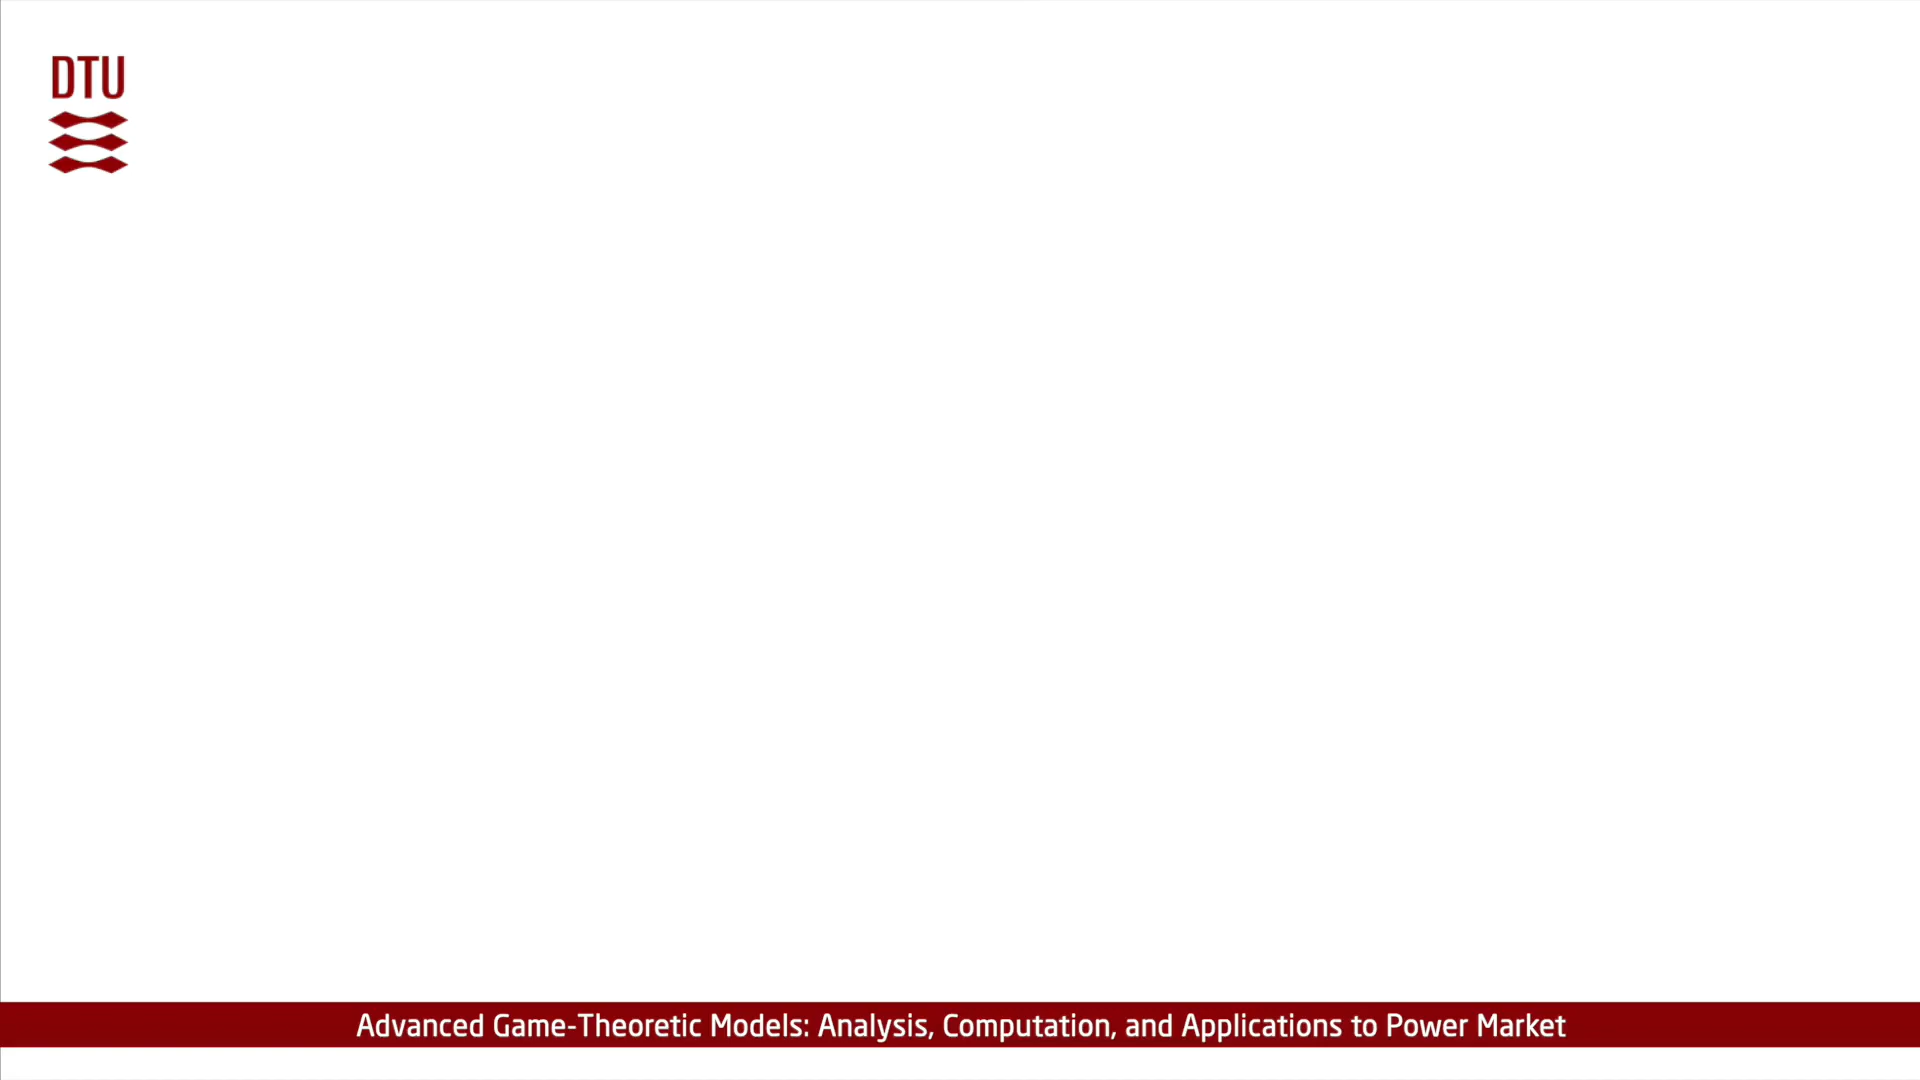 DTU
Advanced Game-Theoretic Models: Analysis, Computation, and Applications to Power Market